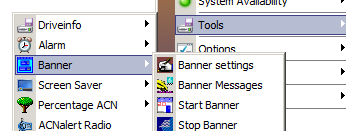 System Availability
Driveinfo
Tools
Alarm
Options
Banner
Banner settings
Screen Saver
Banner Messages
Percentage ACN
Start Banner
ACNalert Radio
Stop Banner